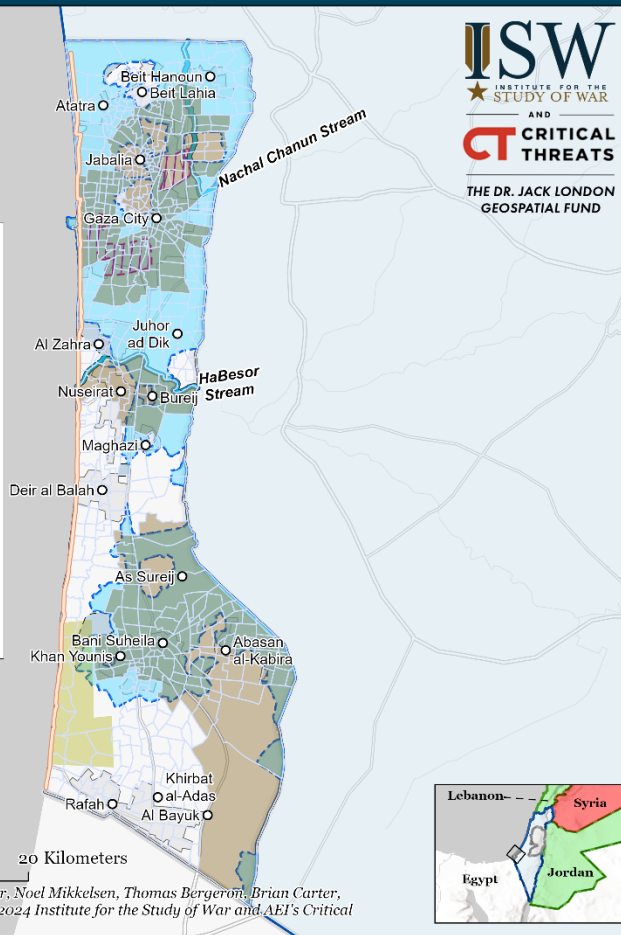 ISW
INSTITUTE FOR THE
STUDY OF WAR
AND
CT CRITICAL
THREATS
THE DR. JACK LONDON
GEOSPATIAL FUND
Beit Hanoun
Beit Lahia
Atatra
Nachal Chanun Stream
Jabalia
Gaza City
Juhor
ad Dik
Al Zahra
HaBesor
Stream
Nuseirat
Bureij
Maghazi
Deir al Balah
As Sureij
Bani Suheila
Abasan
al-Kabira
Khan Younis
Khirbat
al-Adas
Rafah
Al Bayuk
Lebanon
Syria
Egypt
Jordan
20 Kilometers
r, Noel Mikkelsen, Thomas Bergeron, Brian Carter,
2024 Institute for the Study of War and AEI's Critical